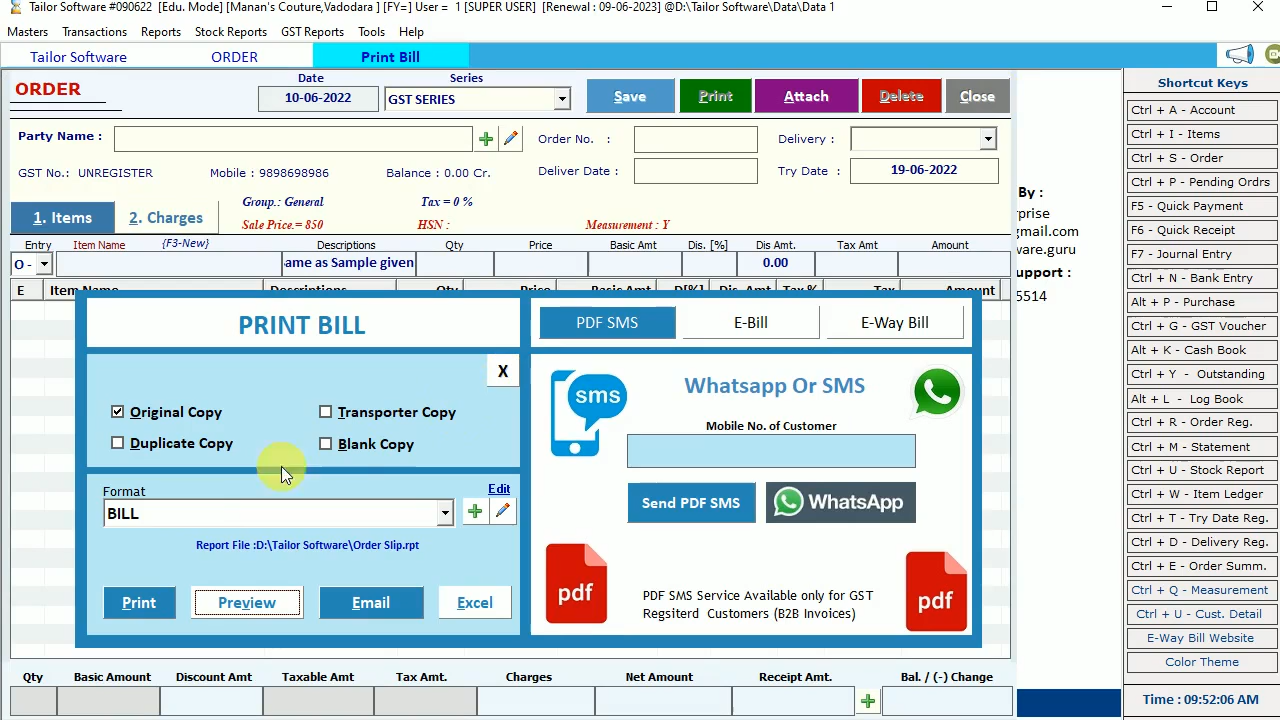 Tailor Software #090622 [Edu. Mode] [Manan's Couture,Vadodara ] [FY=] User = 1 [SUPER USER] [Renewal : 09-06-2023] @D:\Tailor Software\Data\Data 1
Masters Transactions Reports Stock Reports GST Reports Tools Help
Tailor Software ORDER Print Bill
ORDER
Date
10-06-2022
Series
GST SERIES
Save Print Attach Delete Close
Party Name :
Order No. :
Delivery :
GST No.: UNREGISTER Mobile : 9898698986 Balance : 0.00 Cr.
Deliver Date :
Try Date : 19-06-2022
1. Items 2. Charges
Group.: General Tax = 0 %
Sale Price.= 850 HSN : Measurement : Y
Entry Item Name {F3-New} Descriptions Qty Price Basic Amt Dis. [%] Dis Amt. Tax Amt Amount
O - ame as Sample given 0.00
E Item Name Descriptions Qty Price Basic Amt D[%] Dis. Amt Tax % Tax Amount
PRINT BILL
X
Original Copy Transporter Copy
Duplicate Copy Blank Copy
Format Edit
BILL
Report File :D:\Tailor Software\Order Slip.rpt
Print Preview Email Excel
PDF SMS E-Bill E-Way Bill
sms
Whatsapp Or SMS
Mobile No. of Customer
Send PDF SMS WhatsApp
pdf
PDF SMS Service Available only for GST
Regsiterd Customers (B2B Invoices)
pdf
Qty Basic Amount Discount Amt Taxable Amt Tax Amt. Charges Net Amount Receipt Amt. Bal. / (-) Change
By :
rprise
gmail.com
ware.guru
upport :
5514
Shortcut Keys
Ctrl + A - Account
Ctrl + I - Items
Ctrl + S - Order
Ctrl + P - Pending Ordrs
F5 - Quick Payment
F6 - Quick Receipt
F7 - Journal Entry
Ctrl + N - Bank Entry
Alt + P - Purchase
Ctrl + G - GST Voucher
Alt + K - Cash Book
Ctrl + Y - Outstanding
Alt + L - Log Book
Ctrl + R - Order Reg.
Ctrl + M - Statement
Ctrl + U - Stock Report
Ctrl + W - Item Ledger
Ctrl + T - Try Date Reg.
Ctrl + D - Delivery Reg.
Ctrl + E - Order Summ.
Ctrl + Q - Measurement
Ctrl + U - Cust. Detail
E-Way Bill Website
Color Theme
Time : 09:52:06 AM